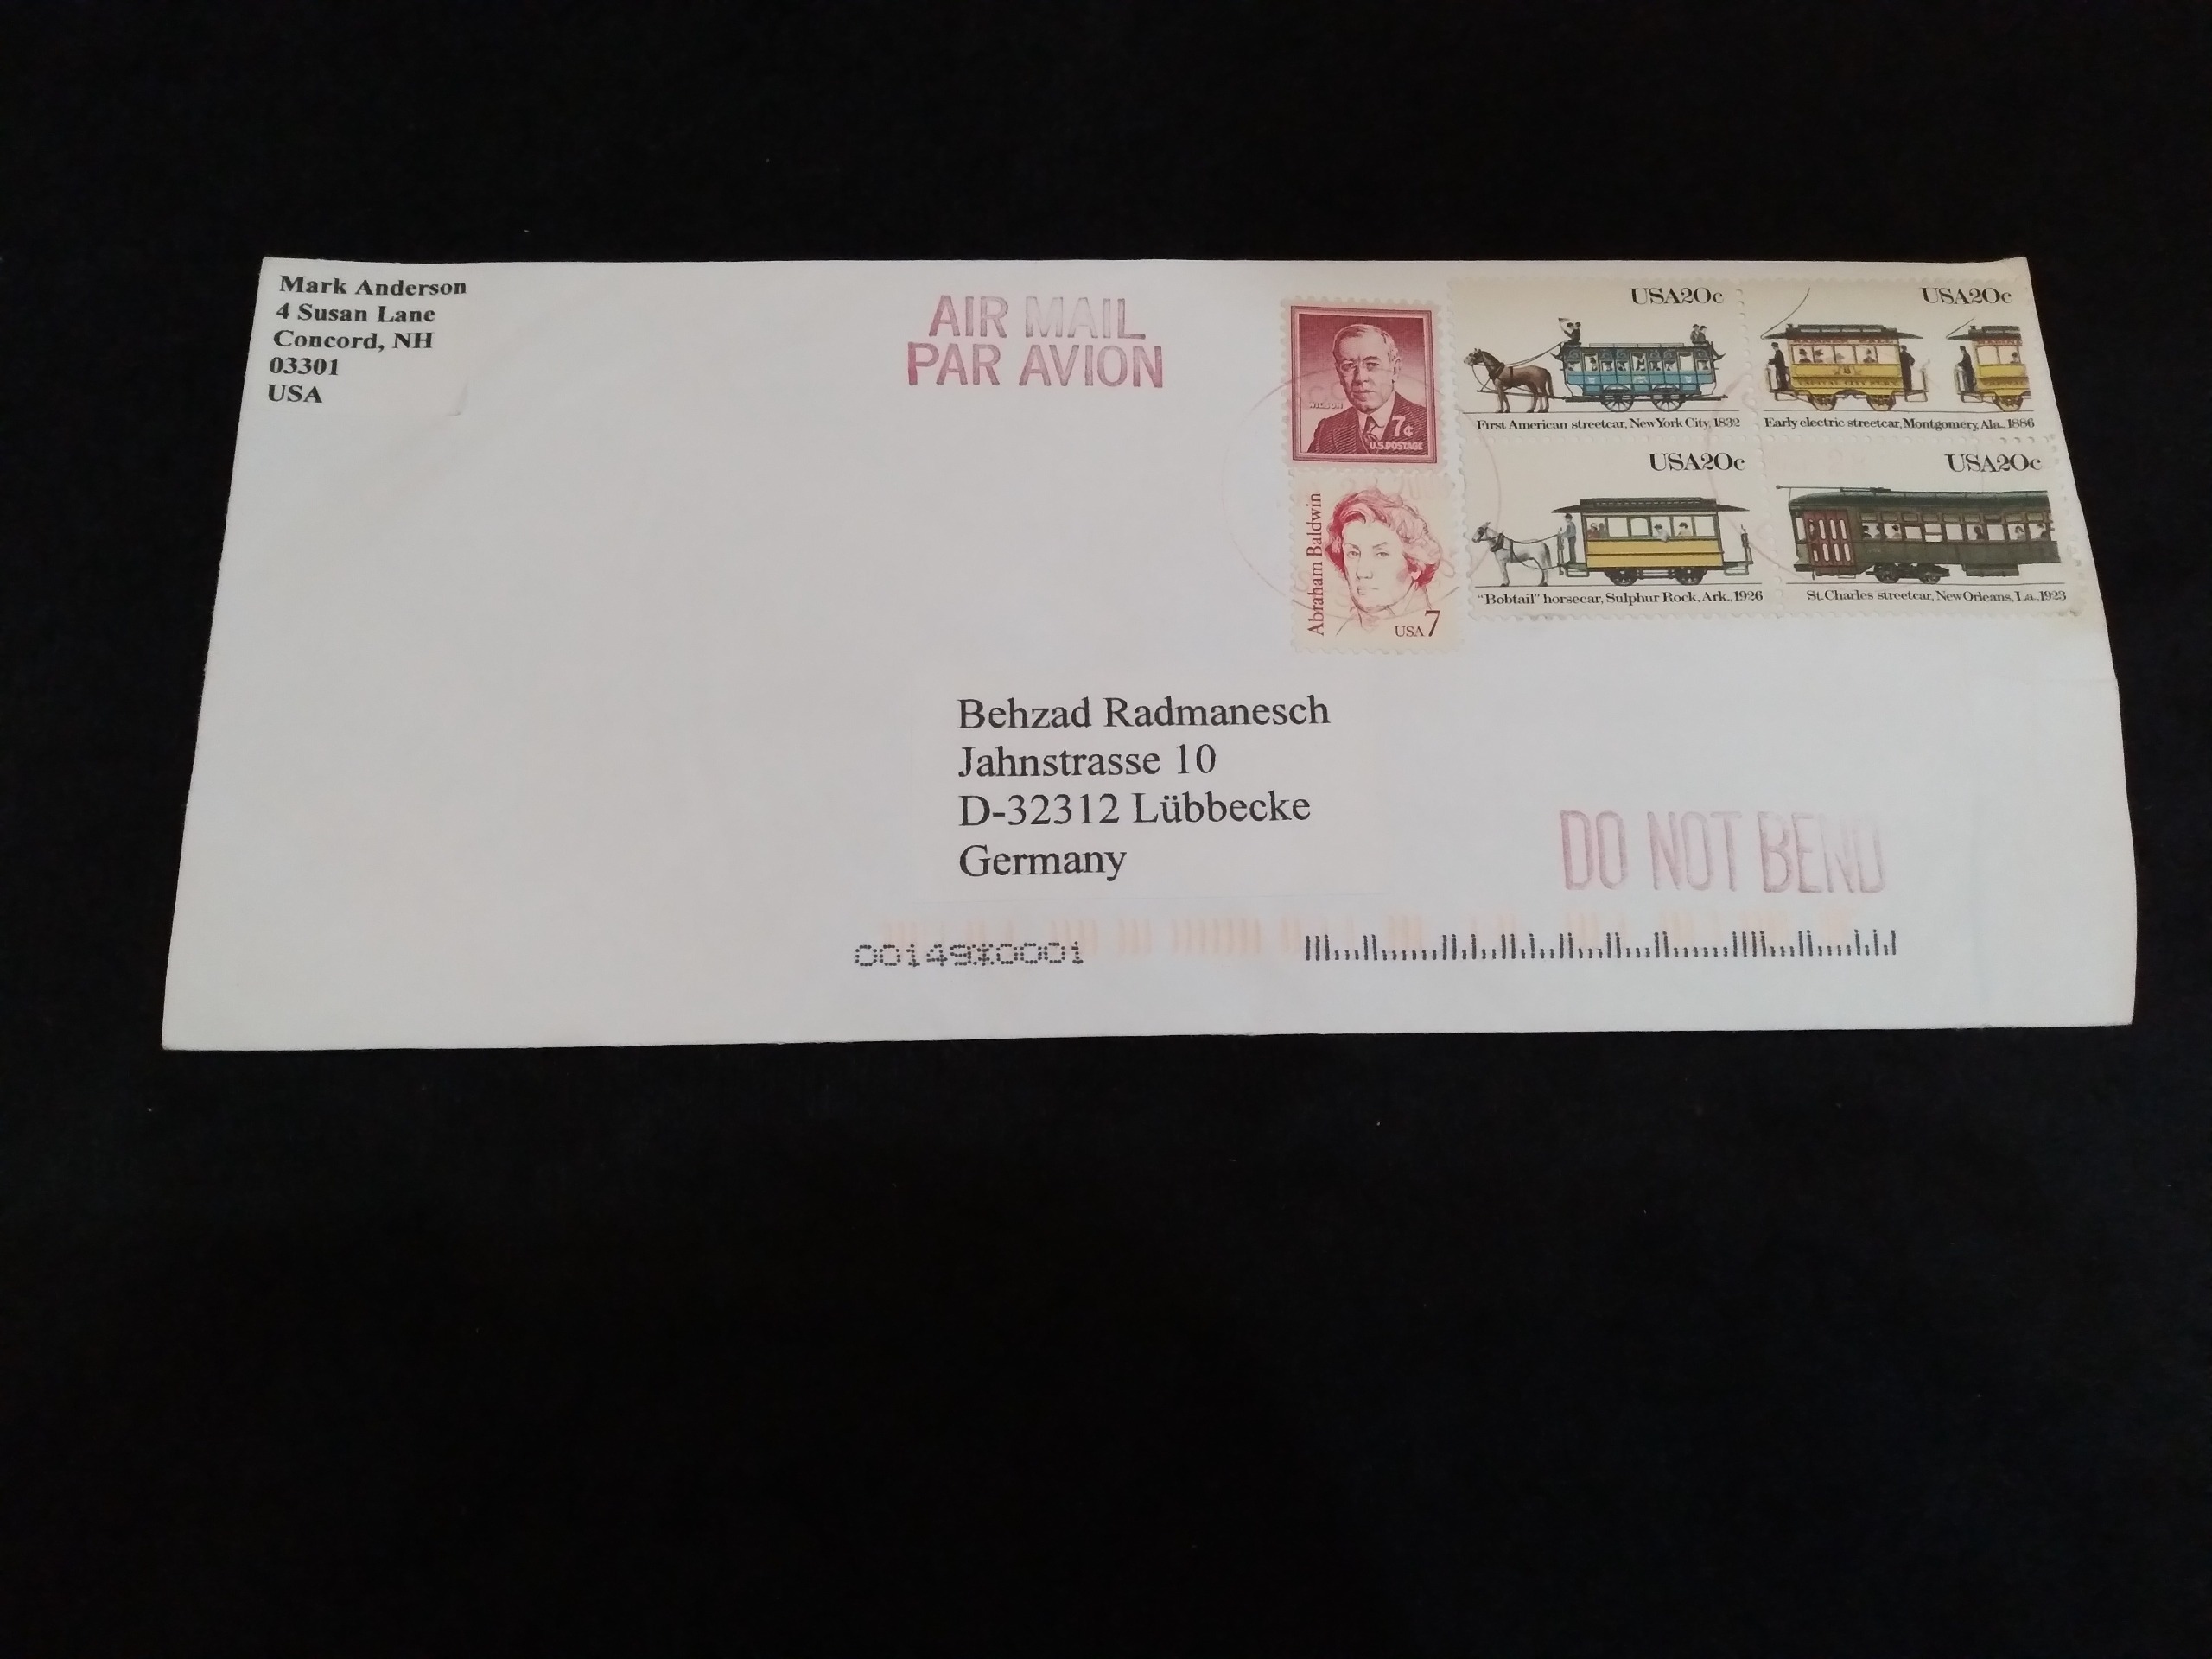 Mark Anderson
4 Susan Lane
Concord, NH
03301
USA
AIR MAIL
PAR AVION
WILSON
7¢
U.S.POSTAGE
Abraham Baldwin
USA 7
USA20c
First American streetcar, New York City, 1832
USA20c
Early electric streetcar, Montgomery, Ala., 1886
USA20c
"Bobtail" horsecar, Sulphur Rock, Ark., 1926
USA20c
St. Charles streetcar, New Orleans, La., 1923
Behzad Radmanesch
Jahnstrasse 10
D-32312 Lübbecke
Germany
DO NOT BEND
00149*0001